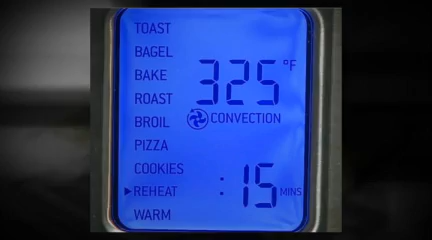 TOAST
BAGEL
BAKE
325 °F
ROAST
BROIL
CONVECTION
PIZZA
COOKIES
REHEAT
:15 MINS
WARM